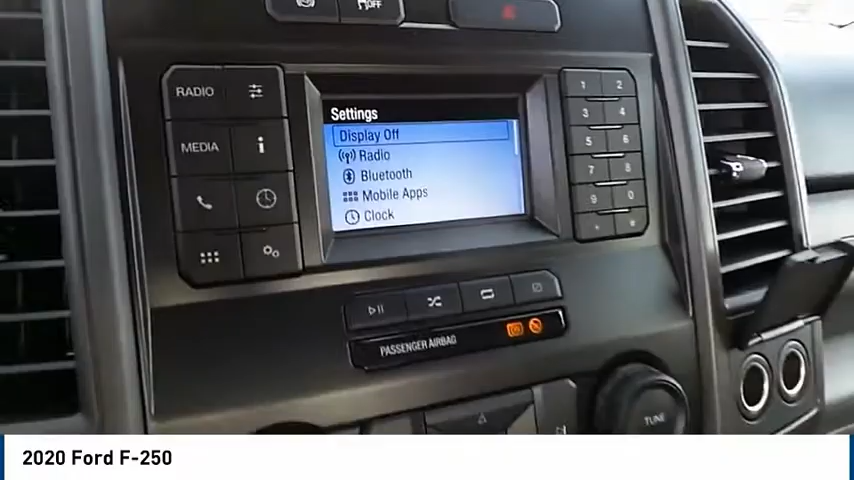 OFF
RADIO
MEDIA
Settings
Display Off
Radio
Bluetooth
Mobile Apps
Clock
1 2
3 4
5 6
7 8
9 0
* #
PASSENGER AIRBAG
TUNE
2020 Ford F-250